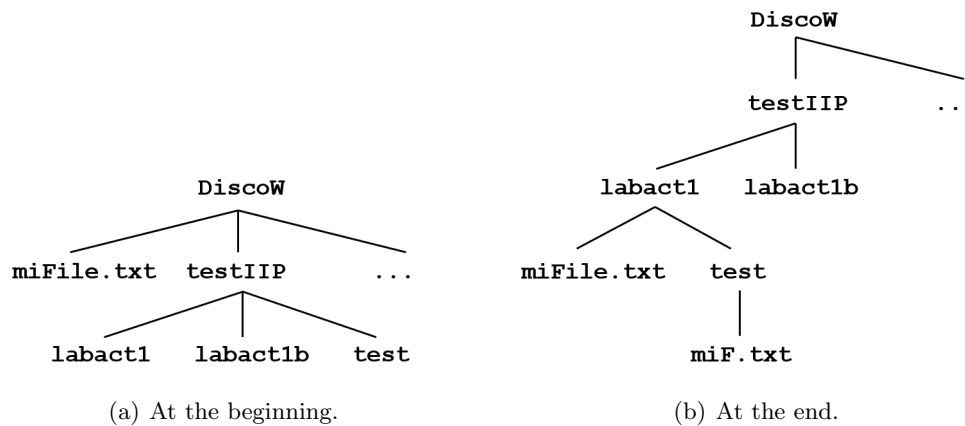 DiscoW
miFile.txt testIIP ...
labact1 labact1b test
(a) At the beginning.
DiscoW
testIIP ..
labact1 labact1b
miFile.txt test
miF.txt
(b) At the end.